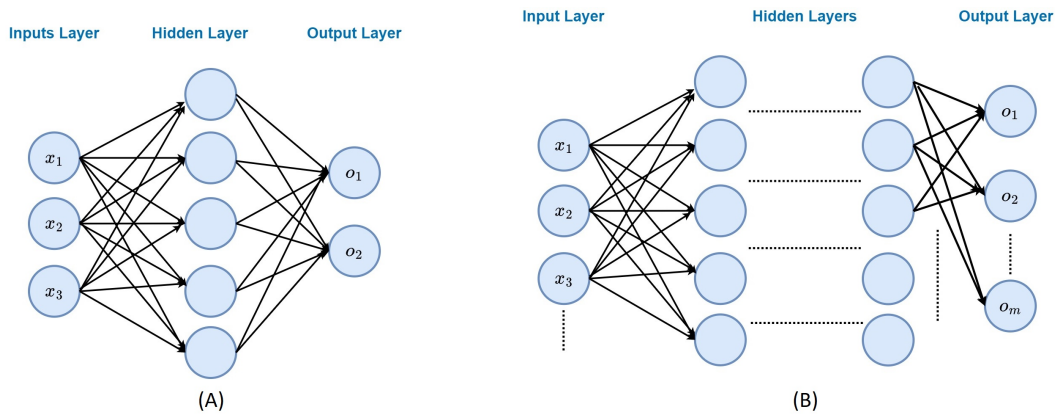 Inputs Layer Hidden Layer Output Layer
x₁
x₂
x₃
o₁
o₂
(A)
Input Layer Hidden Layers Output Layer
x₁
x₂
x₃
o₁
o₂
oₘ
(B)